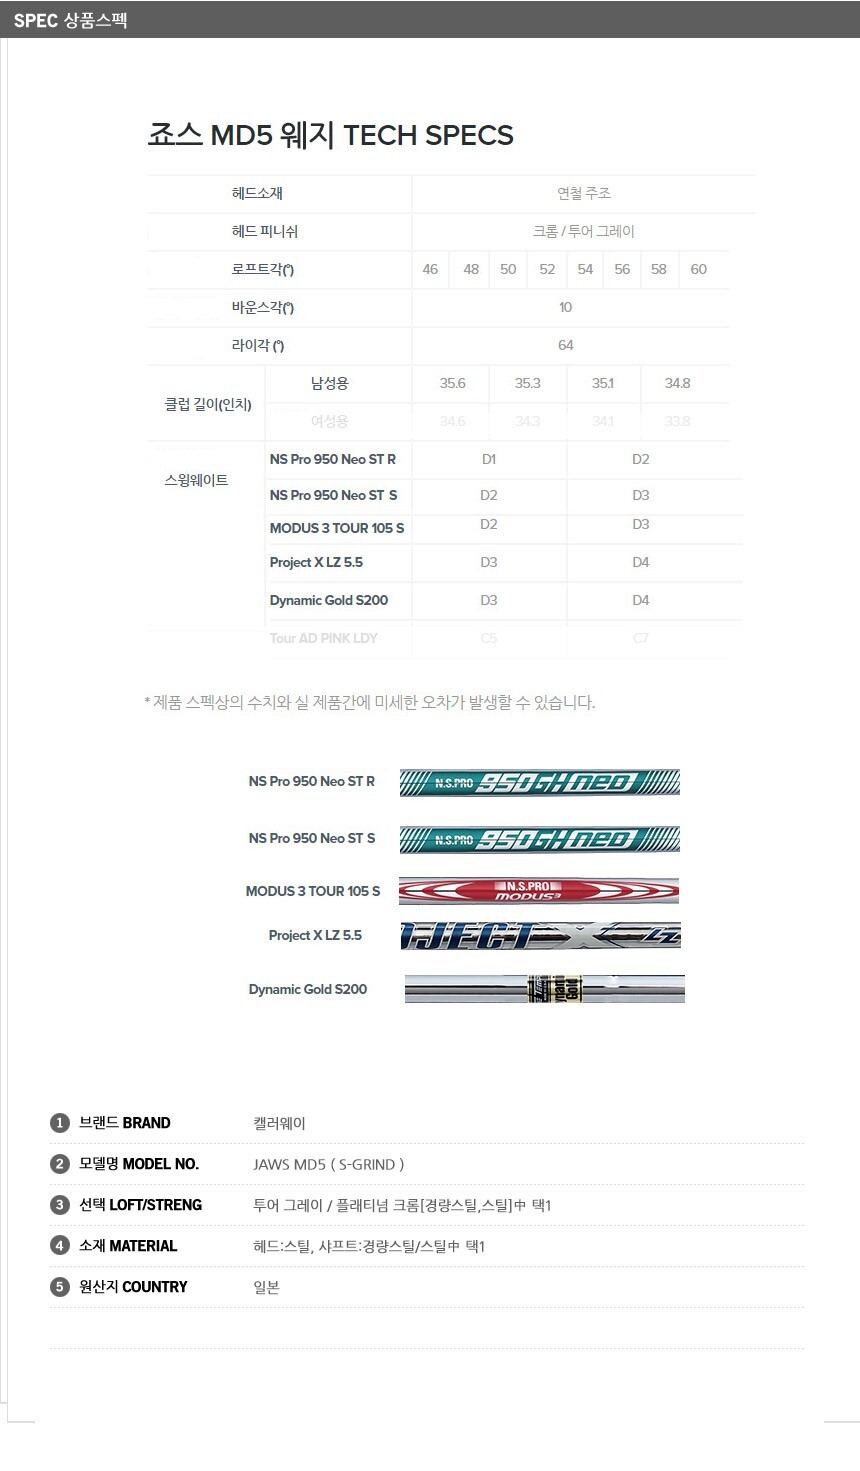 SPEC 상품스펙
죠스 MD5 웨지 TECH SPECS
헤드소재 연철 주조
헤드 피니쉬 크롬 / 투어 그레이
로프트각(°) 46 48 50 52 54 56 58 60
바운스각(°) 10
라이각 (°) 64
클럽 길이(인치) 남성용 35.6 35.3 35.1 34.8
여성용 34.6 34.3 34.1 33.8
스윙웨이트 NS Pro 950 Neo ST R D1 D2
NS Pro 950 Neo ST S D2 D3
MODUS 3 TOUR 105 S D2 D3
Project X LZ 5.5 D3 D4
Dynamic Gold S200 D3 D4
Tour AD PINK LDY C5 C7
* 제품 스펙상의 수치와 실 제품간에 미세한 오차가 발생할 수 있습니다.
NS Pro 950 Neo ST R N.S.PRO 950GH neo
NS Pro 950 Neo ST S N.S.PRO 950GH neo
MODUS 3 TOUR 105 S N.S.PRO
MODUS³
Project X LZ 5.5 OJECT X LZ
Dynamic Gold S200 Dynamic
Gold
1 브랜드 BRAND 캘러웨이
2 모델명 MODEL NO. JAWS MD5 ( S-GRIND )
3 선택 LOFT/STRENG 투어 그레이 / 플래티넘 크롬[경량스틸,스틸]中 택1
4 소재 MATERIAL 헤드:스틸, 샤프트:경량스틸/스틸中 택1
5 원산지 COUNTRY 일본